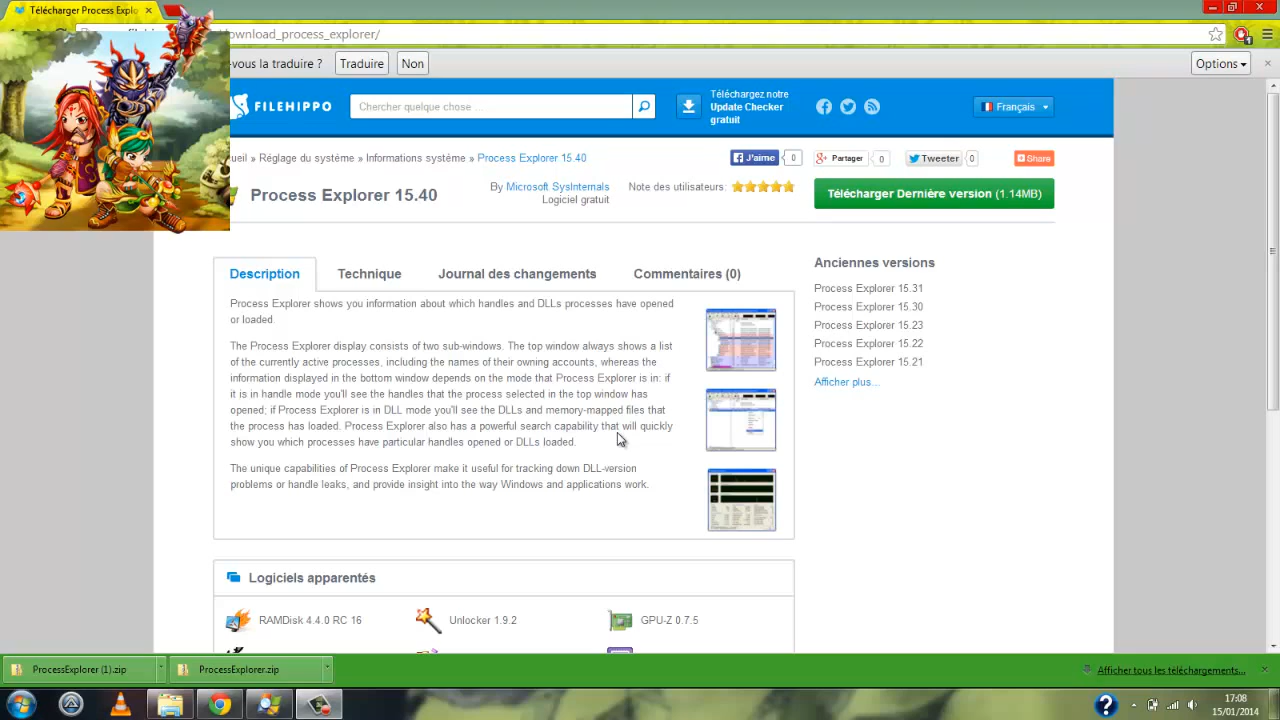 Télécharger Process Explo
ownload_process_explorer/
-vous la traduire ?
Traduire
Non
Options
FILEHIPPO
Chercher quelque chose ...
Téléchargez notre
Update Checker
gratuit
Français
ueil » Réglage du système » Informations système » Process Explorer 15.40
J'aime
0
Partager
0
Tweeter
0
Share
Process Explorer 15.40
By Microsoft SysInternals
Logiciel gratuit
Note des utilisateurs:
Télécharger Dernière version (1.14MB)
Description
Technique
Journal des changements
Commentaires (0)
Process Explorer shows you information about which handles and DLLs processes have opened
or loaded.
The Process Explorer display consists of two sub-windows. The top window always shows a list
of the currently active processes, including the names of their owning accounts, whereas the
information displayed in the bottom window depends on the mode that Process Explorer is in: if
it is in handle mode you'll see the handles that the process selected in the top window has
opened; if Process Explorer is in DLL mode you'll see the DLLs and memory-mapped files that
the process has loaded. Process Explorer also has a powerful search capability that will quickly
show you which processes have particular handles opened or DLLs loaded.
The unique capabilities of Process Explorer make it useful for tracking down DLL-version
problems or handle leaks, and provide insight into the way Windows and applications work.
Anciennes versions
Process Explorer 15.31
Process Explorer 15.30
Process Explorer 15.23
Process Explorer 15.22
Process Explorer 15.21
Afficher plus...
Logiciels apparentés
RAMDisk 4.4.0 RC 16
Unlocker 1.9.2
GPU-Z 0.7.5
ProcessExplorer (1).zip
ProcessExplorer.zip
Afficher tous les téléchargements...
17:08
15/01/2014